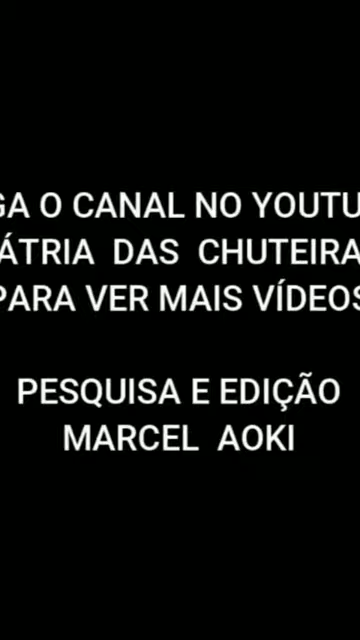 GA O CANAL NO YOUTU
ÁTRIA DAS CHUTEIRA
PARA VER MAIS VÍDEOS
PESQUISA E EDIÇÃO
MARCEL AOKI